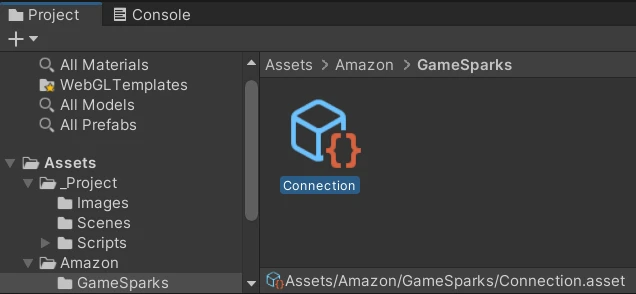 Project
Console
All Materials
WebGLTemplates
All Models
All Prefabs
Assets
_Project
Images
Scenes
Scripts
Amazon
GameSparks
Assets > Amazon > GameSparks
Connection
Assets/Amazon/GameSparks/Connection.asset